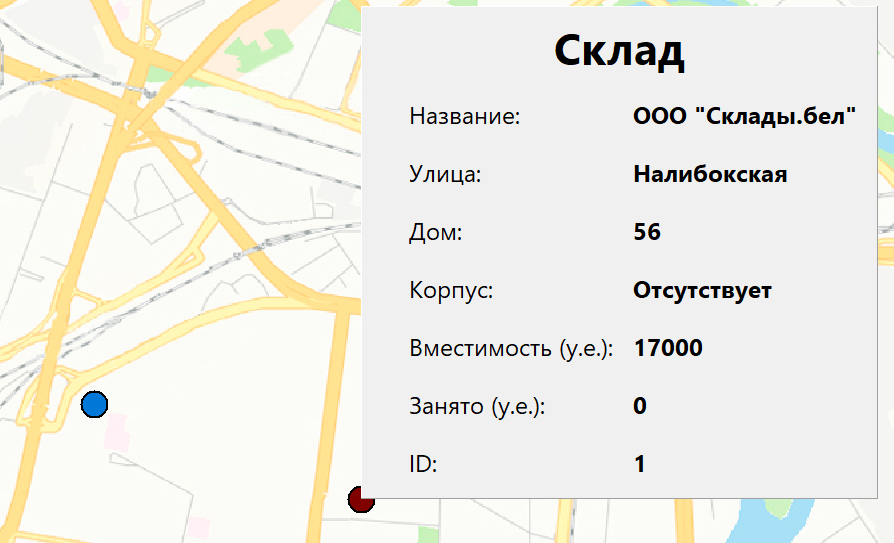 Склад
Название: ООО "Склады.бел"
Улица: Налибокская
Дом: 56
Корпус: Отсутствует
Вместимость (у.е.): 17000
Занято (у.е.): 0
ID: 1